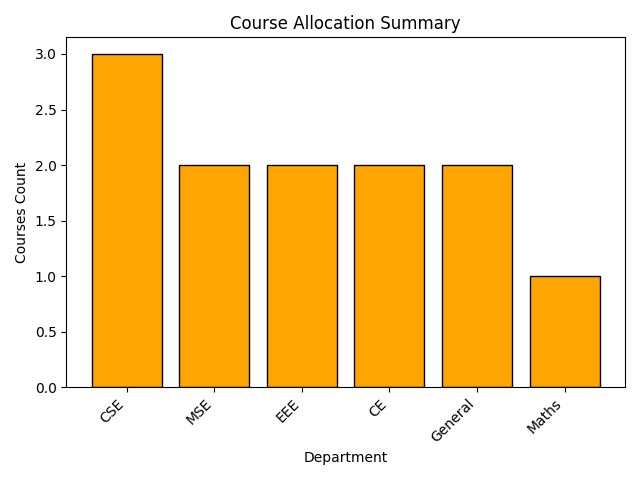 Course Allocation Summary
Courses Count
3.0
2.5
2.0
1.5
1.0
0.5
0.0
CSE
MSE
EEE
CE
General
Maths
Department